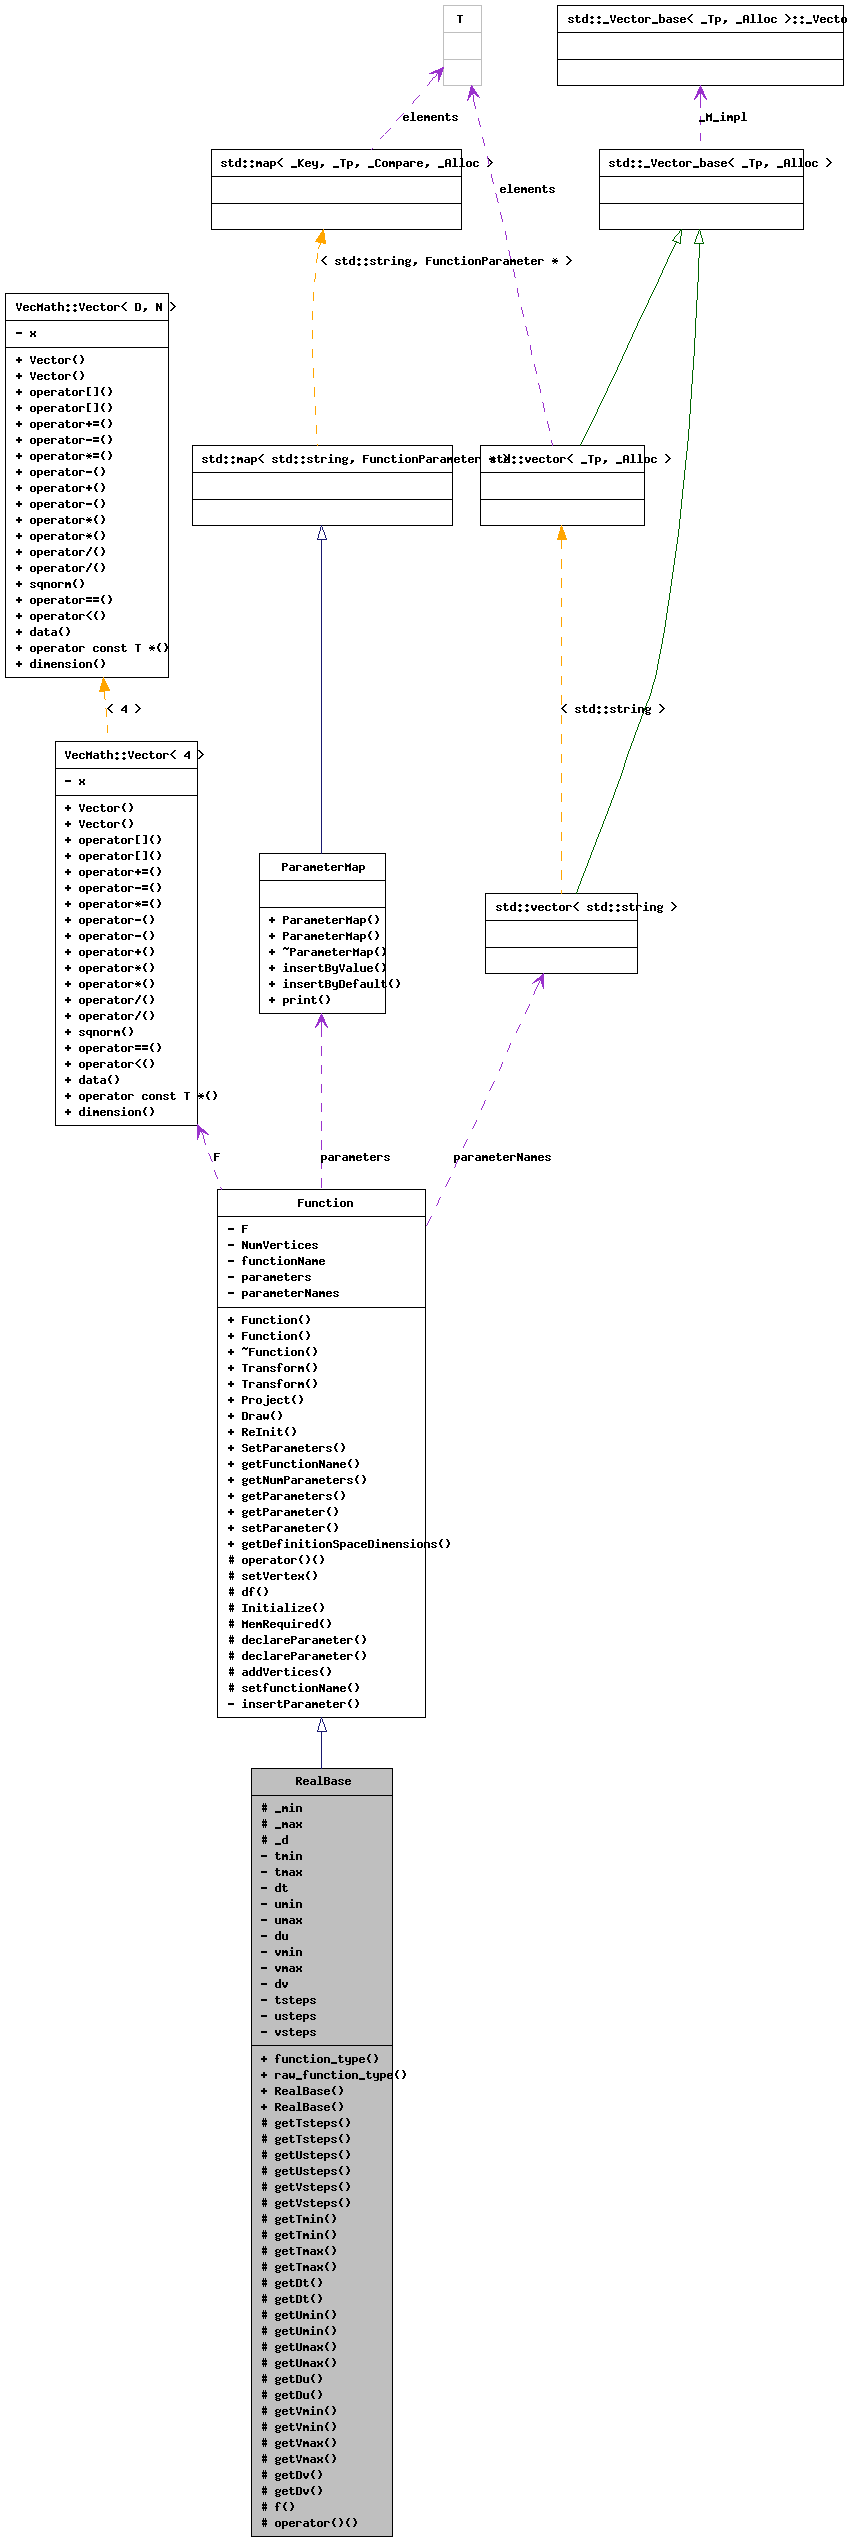 T
std::_Vector_base< _Tp, _Alloc >::_Vecto
elements
_M_impl
std::map< _Key, _Tp, _Compare, _Alloc >
std::_Vector_base< _Tp, _Alloc >
elements
< std::string, FunctionParameter * >
VecMath::Vector< D, N >
- x
+ Vector()
+ Vector()
+ operator[]()
+ operator[]()
+ operator+=()
+ operator-=()
+ operator*=()
+ operator-()
+ operator+()
+ operator-()
+ operator*()
+ operator*()
+ operator/()
+ operator/()
+ sqnorm()
+ operator==()
+ operator<()
+ data()
+ operator const T *()
+ dimension()
std::map< std::string, FunctionParameter * >
std::vector< _Tp, _Alloc >
< 4 >
< std::string >
VecMath::Vector< 4 >
- x
+ Vector()
+ Vector()
+ operator[]()
+ operator[]()
+ operator+=()
+ operator-=()
+ operator*=()
+ operator-()
+ operator-()
+ operator+()
+ operator*()
+ operator*()
+ operator/()
+ operator/()
+ sqnorm()
+ operator==()
+ operator<()
+ data()
+ operator const T *()
+ dimension()
ParameterMap
+ ParameterMap()
+ ParameterMap()
+ ~ParameterMap()
+ insertByValue()
+ insertByDefault()
+ print()
std::vector< std::string >
F
parameters
parameterNames
Function
- F
- NumVertices
- functionName
- parameters
- parameterNames
+ Function()
+ Function()
+ ~Function()
+ Transform()
+ Transform()
+ Project()
+ Draw()
+ ReInit()
+ SetParameters()
+ getFunctionName()
+ getNumParameters()
+ getParameters()
+ getParameter()
+ setParameter()
+ getDefinitionSpaceDimensions()
# operator()()
# setVertex()
# df()
# Initialize()
# MemRequired()
# declareParameter()
# declareParameter()
# addVertices()
# setfunctionName()
- insertParameter()
RealBase
# _min
# _max
# _d
- tmin
- tmax
- dt
- umin
- umax
- du
- vmin
- vmax
- dv
- tsteps
- usteps
- vsteps
+ function_type()
+ raw_function_type()
+ RealBase()
+ RealBase()
# getTsteps()
# getTsteps()
# getUsteps()
# getUsteps()
# getVsteps()
# getVsteps()
# getTmin()
# getTmin()
# getTmax()
# getTmax()
# getDt()
# getDt()
# getUmin()
# getUmin()
# getUmax()
# getUmax()
# getDu()
# getDu()
# getVmin()
# getVmin()
# getVmax()
# getVmax()
# getDv()
# getDv()
# f()
# operator()()